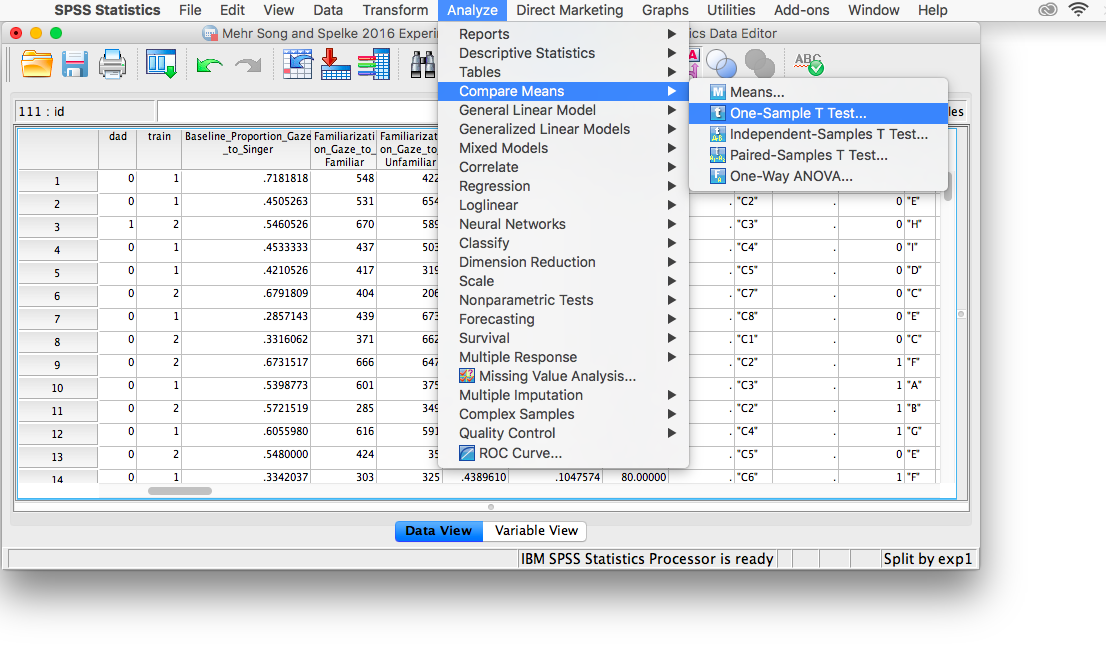 SPSS Statistics File Edit View Data Transform Analyze Direct Marketing Graphs Utilities Add-ons Window Help
Mehr Song and Spelke 2016 Experi
ics Data Editor
Reports
Descriptive Statistics
Tables
Compare Means
General Linear Model
Generalized Linear Models
Mixed Models
Correlate
Regression
Loglinear
Neural Networks
Classify
Dimension Reduction
Scale
Nonparametric Tests
Forecasting
Survival
Multiple Response
Missing Value Analysis...
Multiple Imputation
Complex Samples
Quality Control
ROC Curve...
Means...
One-Sample T Test...
Independent-Samples T Test...
Paired-Samples T Test...
One-Way ANOVA...
A
ABC
111 : id
les
dad train Baseline_Proportion_Gaze Familiarizati Familiarizat
_to_Singer on_Gaze_to_ on_Gaze_to_
Familiar Unfamiliar
1 0 1 .7181818 548 422
2 0 1 .4505263 531 654 . "C2" . 0 "E"
3 1 2 .5460526 670 589 . "C3" . 0 "H"
4 0 1 .4533333 437 503 . "C4" . 0 "I"
5 0 1 .4210526 417 319 . "C5" . 0 "D"
6 0 2 .6791809 404 206 . "C7" . 0 "C"
7 0 1 .2857143 439 673 . "C8" . 0 "E"
8 0 2 .3316062 371 662 . "C1" . 0 "C"
9 0 2 .6731517 666 647 . "C2" . 1 "F"
10 0 1 .5398773 601 375 . "C3" . 1 "A"
11 0 2 .5721519 285 349 . "C2" . 1 "B"
12 0 1 .6055980 616 591 . "C4" . 1 "G"
13 0 2 .5480000 424 35 . "C5" . 0 "E"
14 0 1 .3342037 303 325 .4389610 .1047574 80.00000 . "C6" . 1 "F"
Data View Variable View
IBM SPSS Statistics Processor is ready Split by exp1